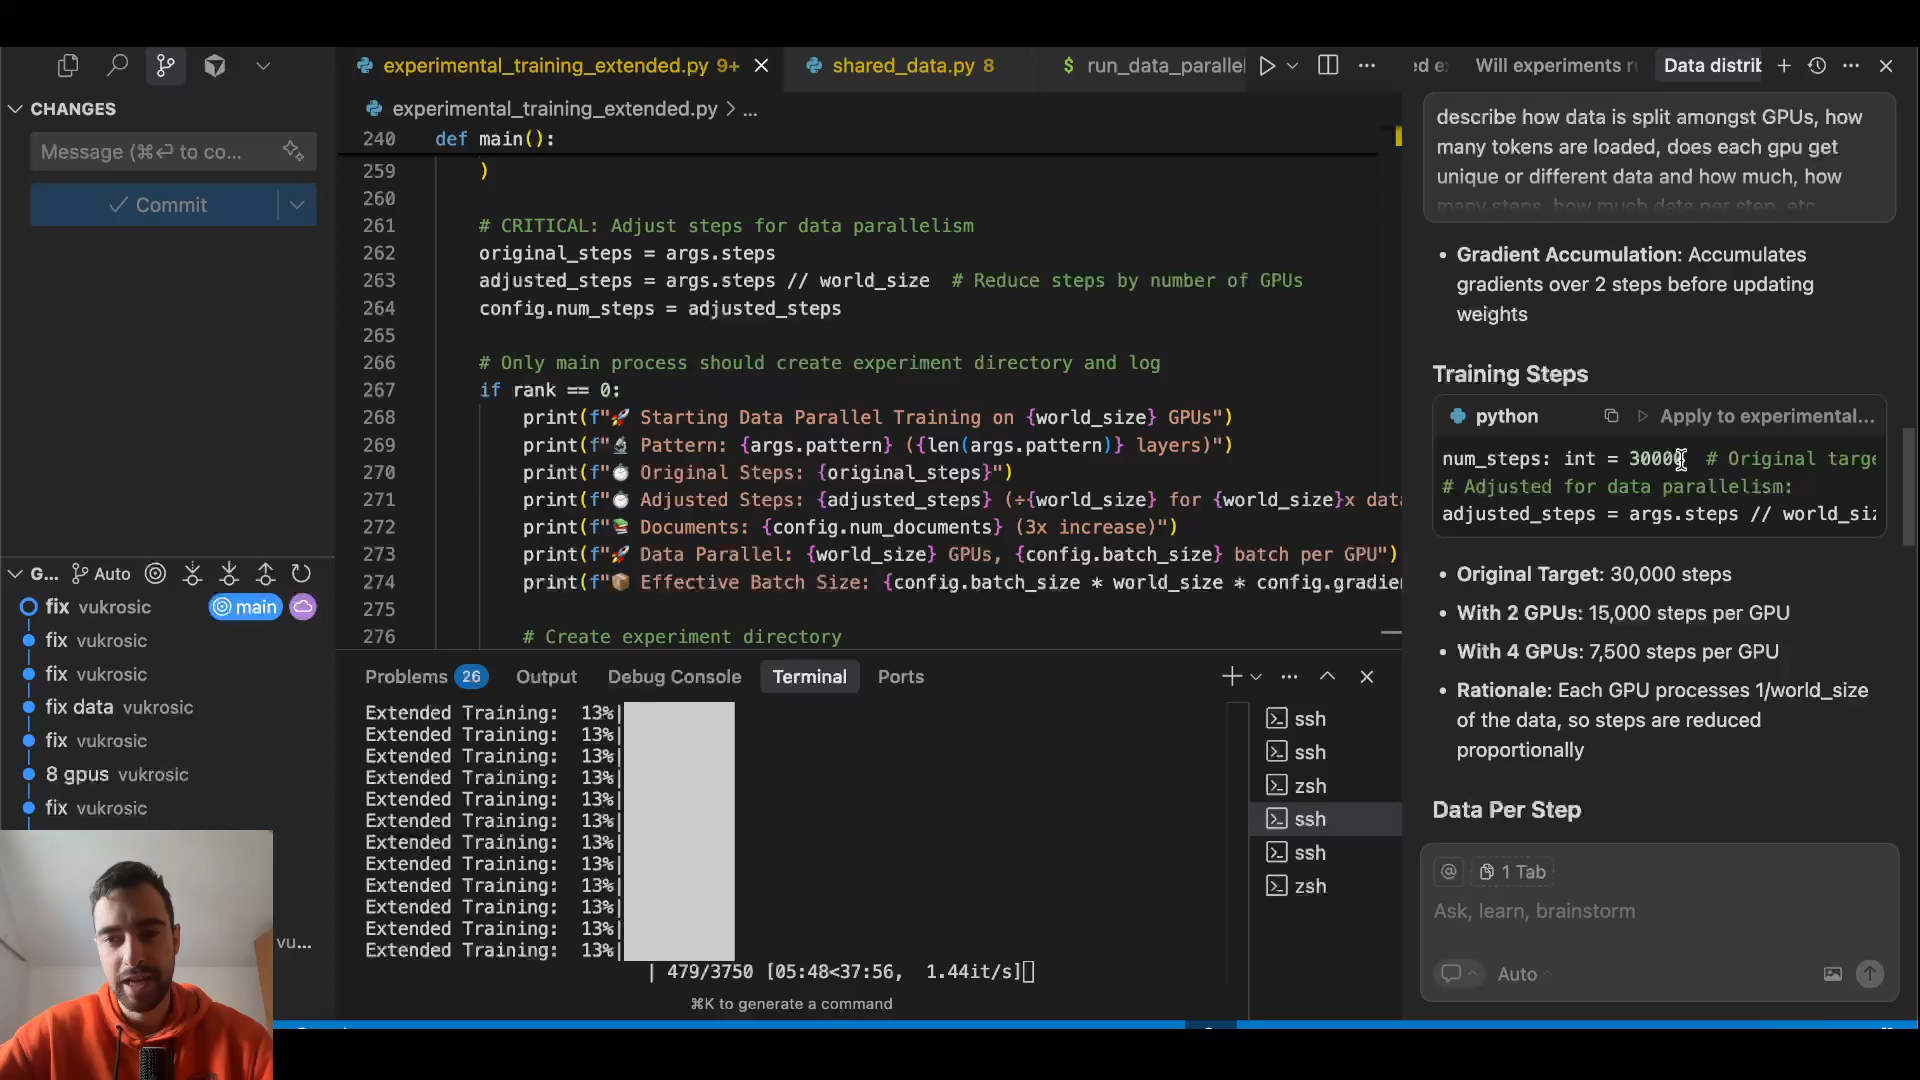 experimental_training_extended.py 9+
shared_data.py 8
$ run_data_parallel
Will experiments r
Data distrib
CHANGES
experimental_training_extended.py > ...
Message (⌘⏎ to co...
Commit
240 def main():
259 )
260
261 # CRITICAL: Adjust steps for data parallelism
262 original_steps = args.steps
263 adjusted_steps = args.steps // world_size  # Reduce steps by number of GPUs
264 config.num_steps = adjusted_steps
265
266 # Only main process should create experiment directory and log
267 if rank == 0:
268 print(f"🚀 Starting Data Parallel Training on {world_size} GPUs")
269 print(f"🔬 Pattern: {args.pattern} ({len(args.pattern)} layers)")
270 print(f"⏱️ Original Steps: {original_steps}")
271 print(f"⏱️ Adjusted Steps: {adjusted_steps} (÷{world_size} for {world_size}x data
272 print(f"📚 Documents: {config.num_documents} (3x increase)")
273 print(f"🚀 Data Parallel: {world_size} GPUs, {config.batch_size} batch per GPU")
274 print(f"📦 Effective Batch Size: {config.batch_size * world_size * config.gradien
275
276 # Create experiment directory
G... Auto
fix vukrosic main
fix vukrosic
fix vukrosic
fix data vukrosic
fix vukrosic
8 gpus vukrosic
fix vukrosic
vu...
Problems 26 Output Debug Console Terminal Ports
Extended Training: 13%|
Extended Training: 13%|
Extended Training: 13%|
Extended Training: 13%|
Extended Training: 13%|
Extended Training: 13%|
Extended Training: 13%|
Extended Training: 13%|
Extended Training: 13%|
Extended Training: 13%|
Extended Training: 13%|
Extended Training: 13%|
| 479/3750 [05:48<37:56, 1.44it/s]
⌘K to generate a command
ssh
ssh
zsh
ssh
ssh
zsh
describe how data is split amongst GPUs, how
many tokens are loaded, does each gpu get
unique or different data and how much, how
many steps, how much data per step, etc
• Gradient Accumulation: Accumulates
gradients over 2 steps before updating
weights
Training Steps
python Apply to experimental...
num_steps: int = 30000 # Original targe
# Adjusted for data parallelism:
adjusted_steps = args.steps // world_siz
• Original Target: 30,000 steps
• With 2 GPUs: 15,000 steps per GPU
• With 4 GPUs: 7,500 steps per GPU
• Rationale: Each GPU processes 1/world_size
of the data, so steps are reduced
proportionally
Data Per Step
@ 1 Tab
Ask, learn, brainstorm
Auto